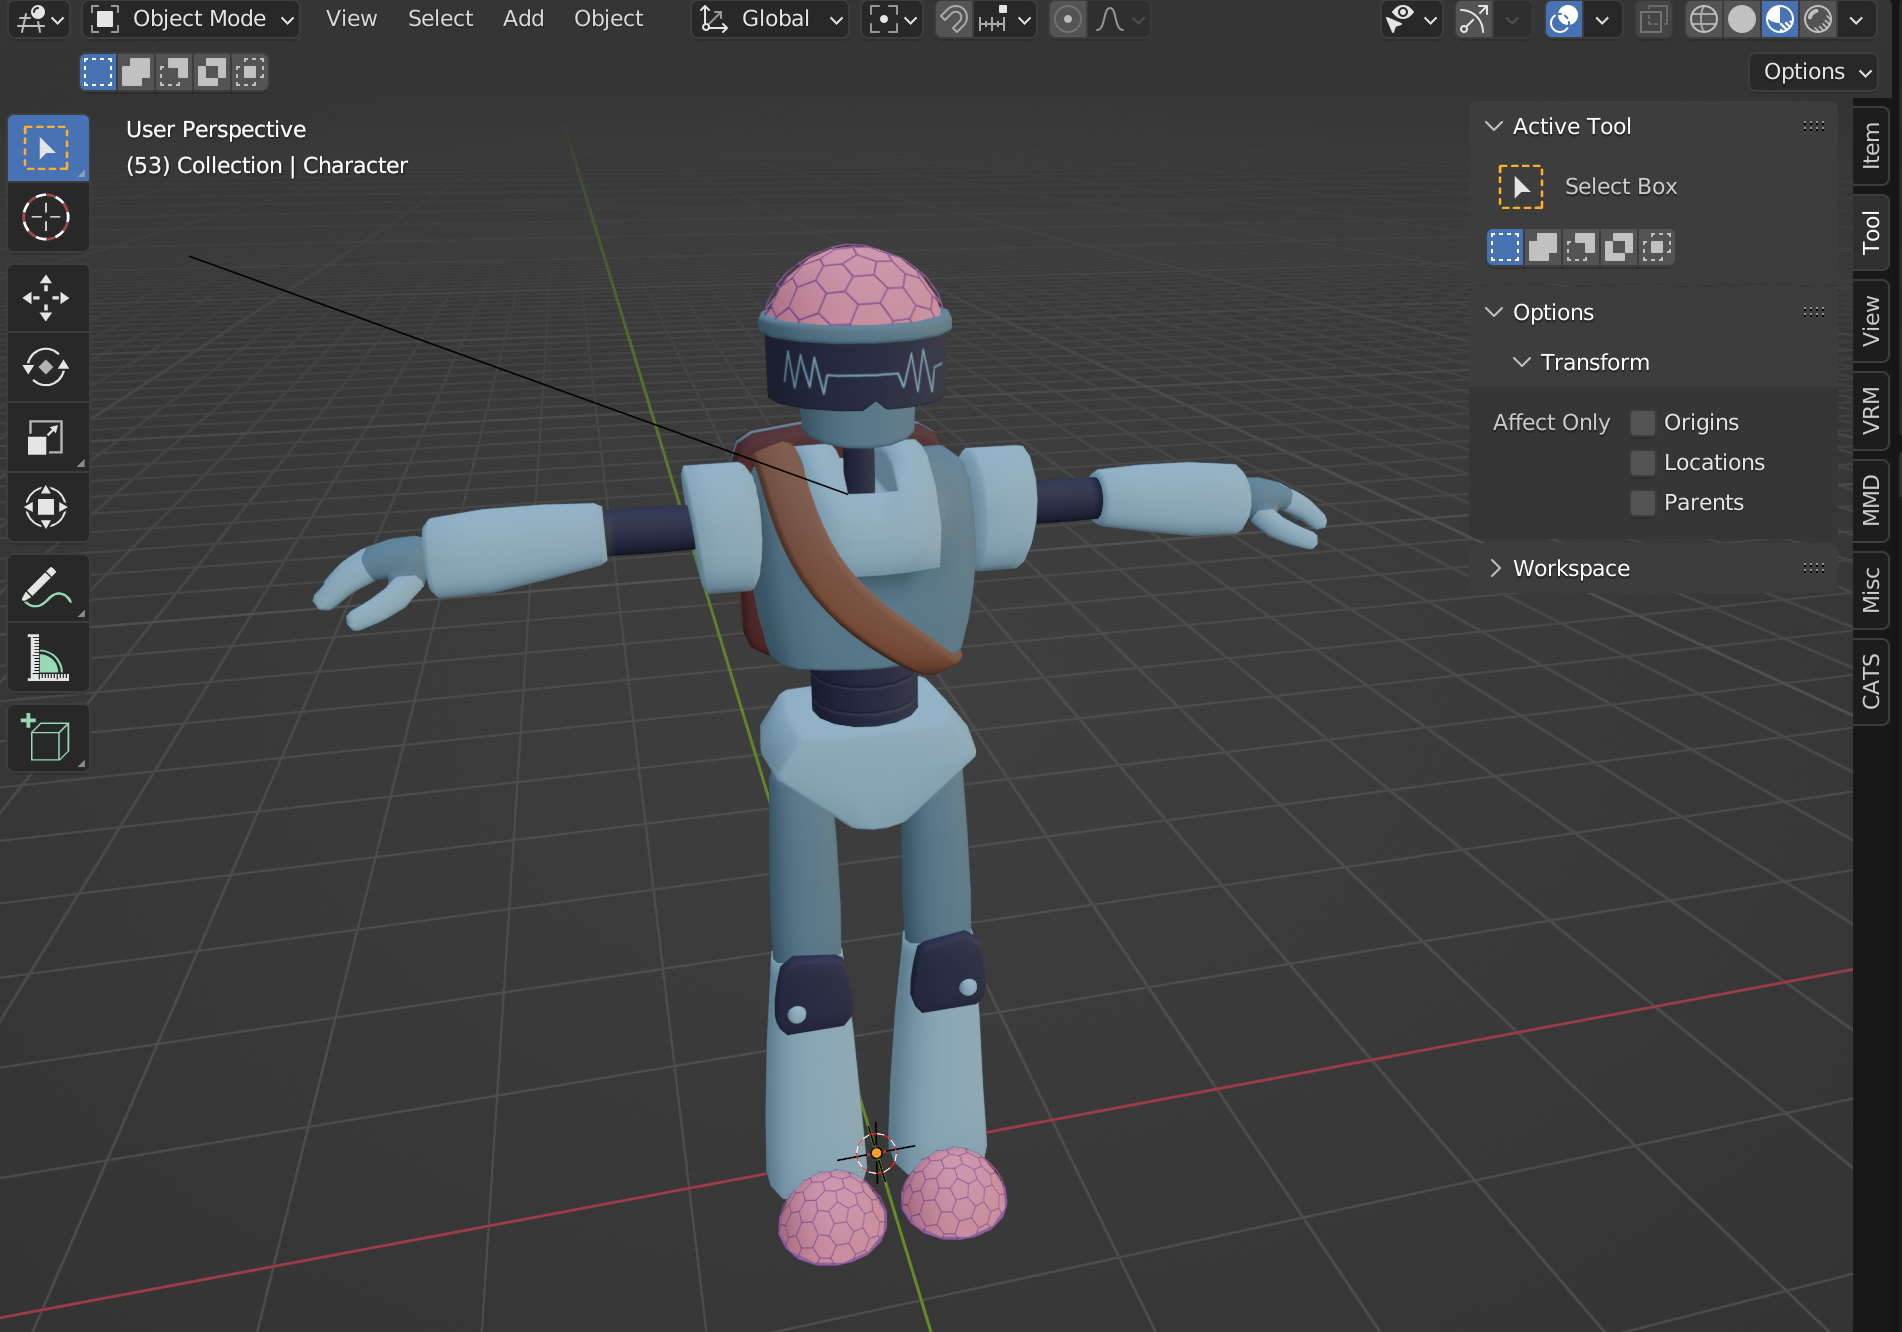 Object Mode View Select Add Object Global
Options
User Perspective
(53) Collection | Character
Active Tool
Select Box
Options
Transform
Affect Only Origins
Locations
Parents
Workspace
Item
Tool
View
VRM
MMD
Misc
CATS